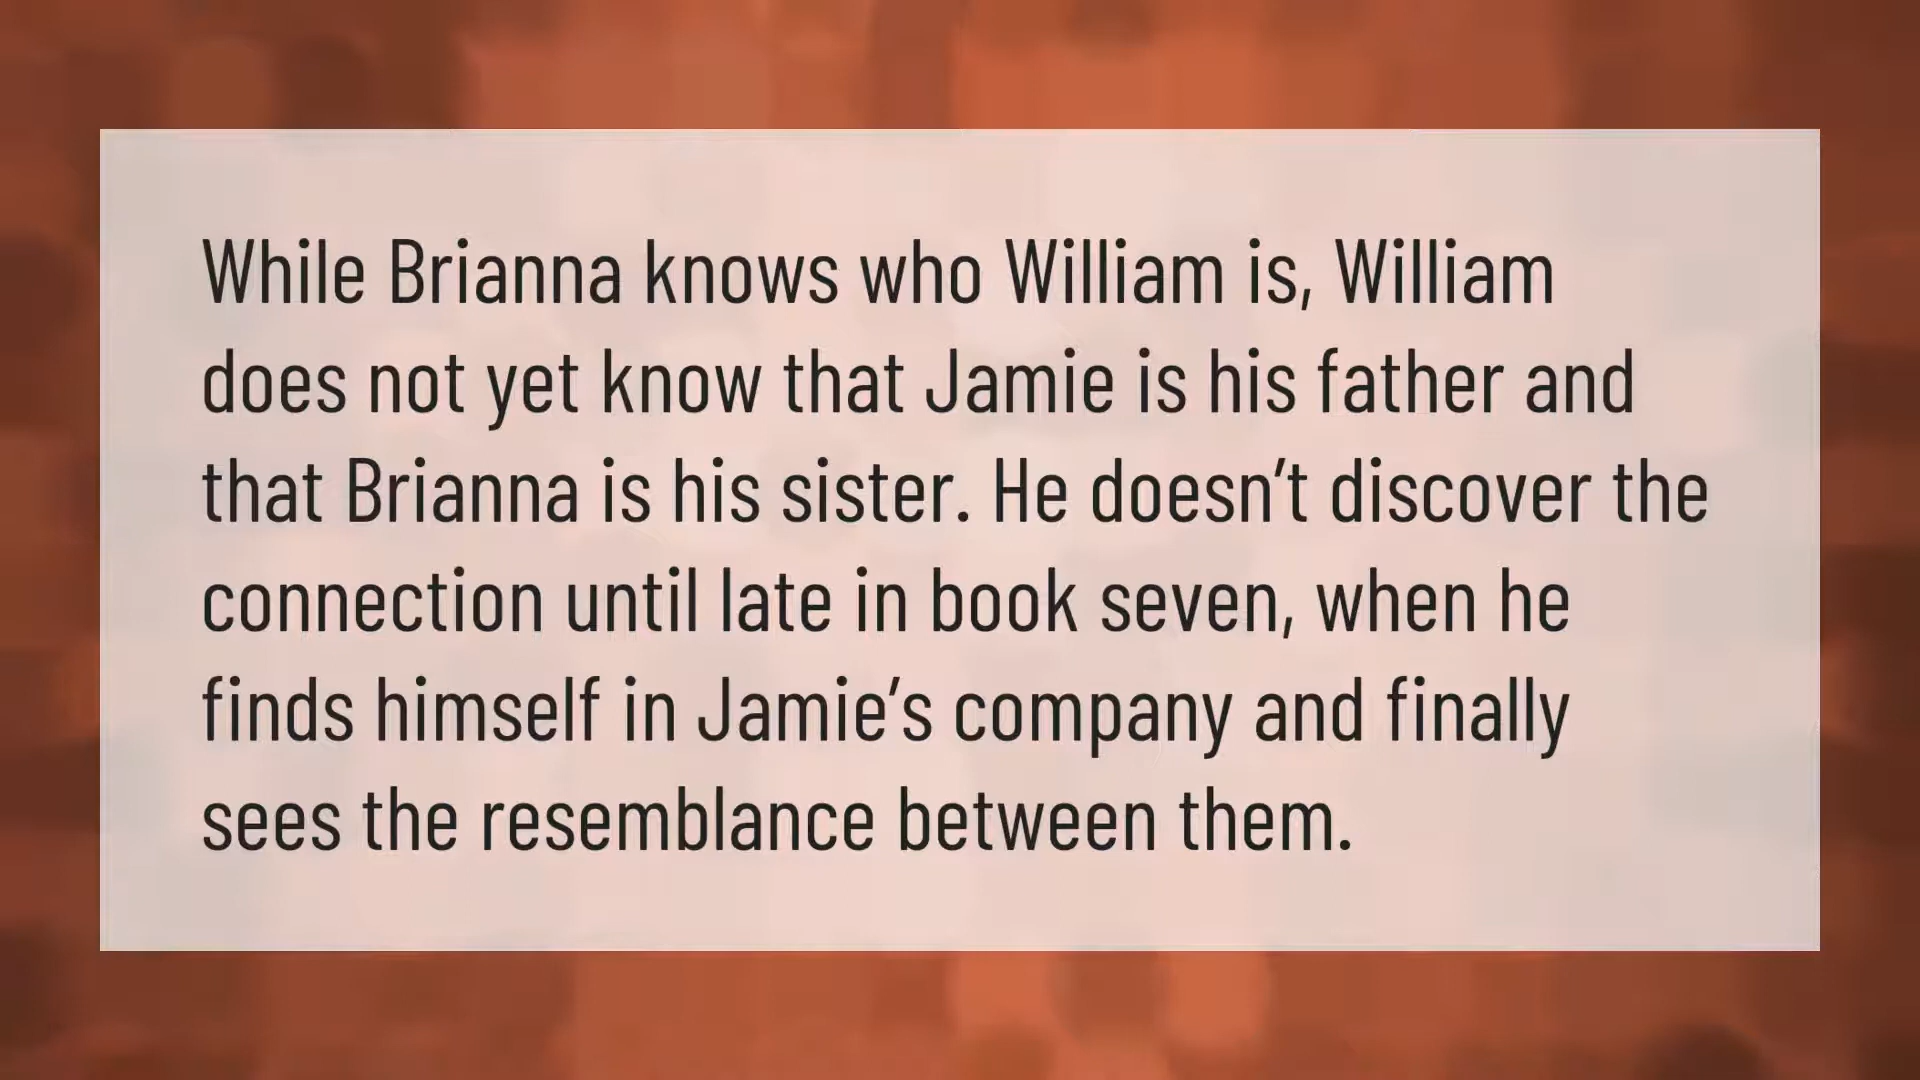 While Brianna knows who William is, William
does not yet know that Jamie is his father and
that Brianna is his sister. He doesn’t discover the
connection until late in book seven, when he
finds himself in Jamie’s company and finally
sees the resemblance between them.